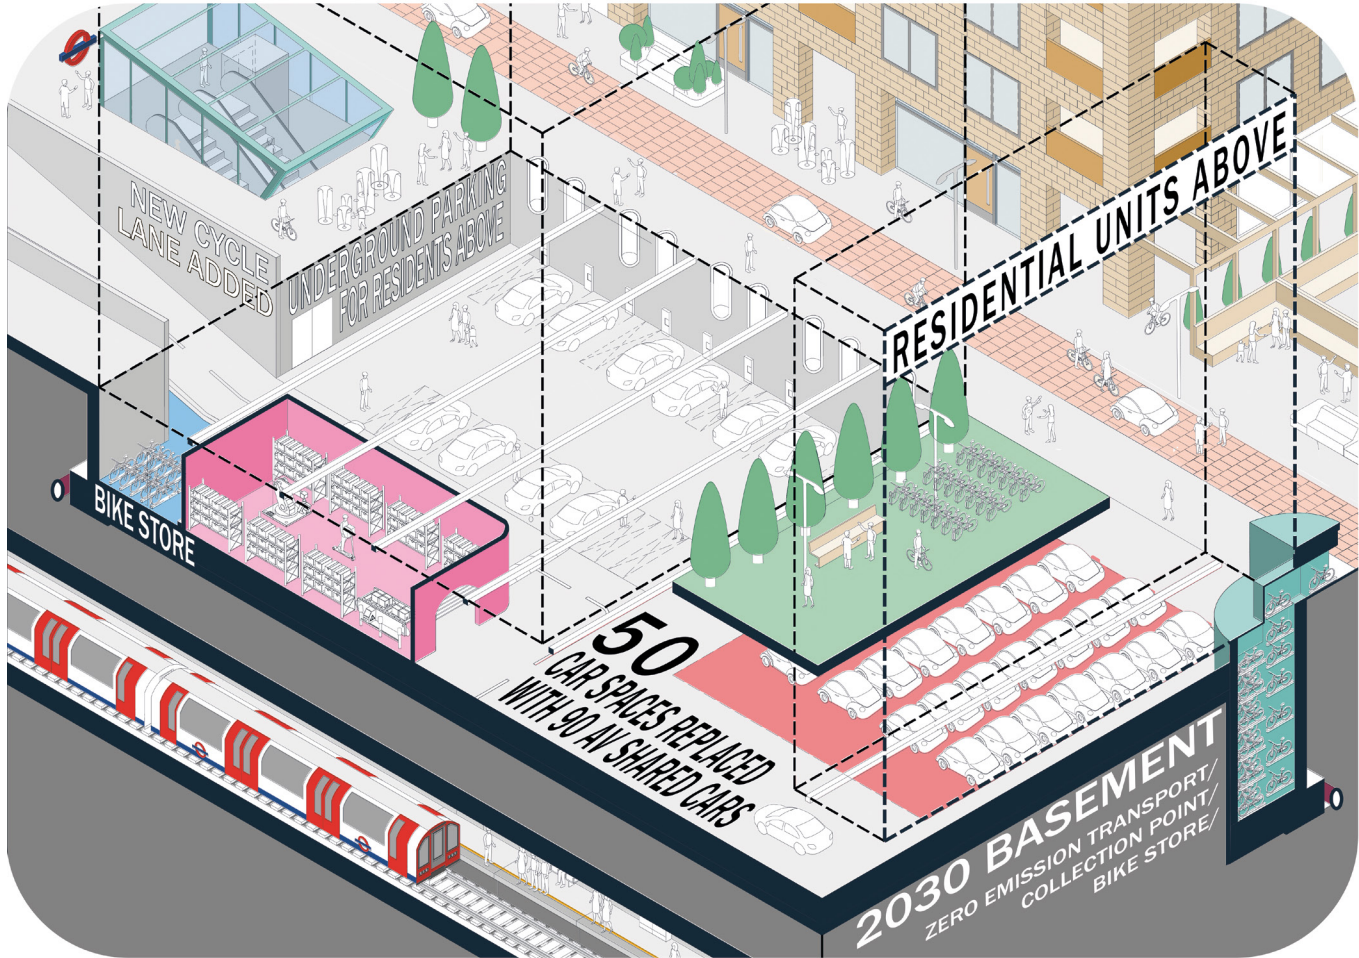 NEW CYCLE
LANE ADDED
UNDERGROUND PARKING
FOR RESIDENTS ABOVE
RESIDENTIAL UNITS ABOVE
BIKE STORE
50
CAR SPACES REPLACED
WITH 90 AV SHARED CARS
2030 BASEMENT
ZERO EMISSION TRANSPORT/
COLLECTION POINT/
BIKE STORE/